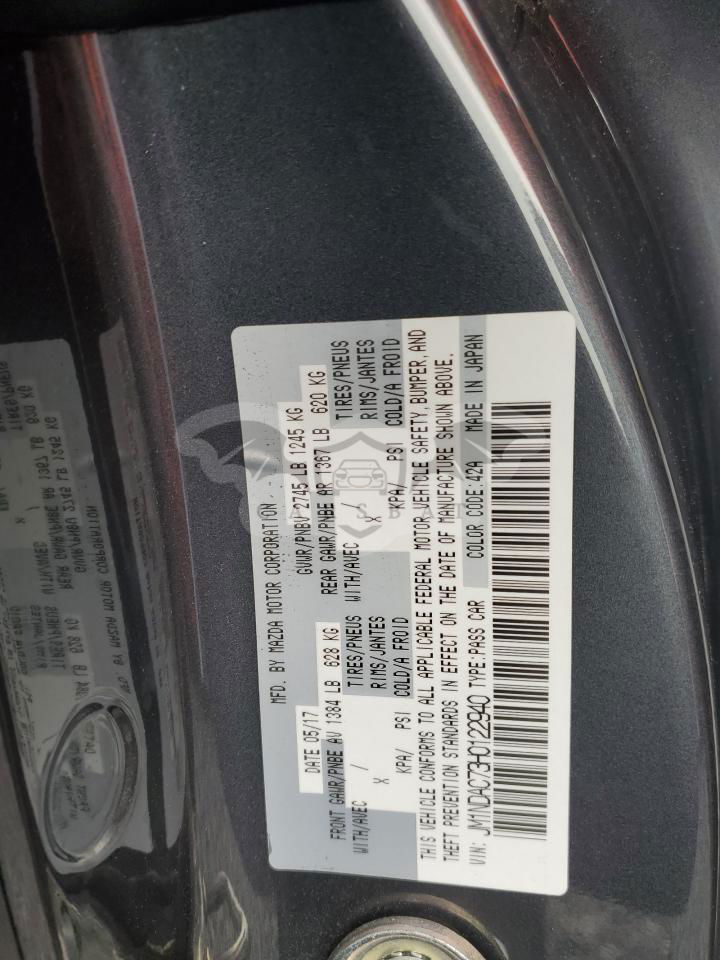 MFD. BY MAZDA MOTOR CORPORATION
DATE 05/17 GVWR/PNBV 2745 LB 1245 KG
FRONT GAWR/PNBE AV 1384 LB 628 KG REAR GAWR/PNBE AR 1367 LB 620 KG
WITH/AVEC / TIRES/PNEUS WITH/AVEC / TIRES/PNEUS
X RIMS/JANTES X RIMS/JANTES
KPA/ PSI COLD/A FROID KPA/ PSI COLD/A FROID
THIS VEHICLE CONFORMS TO ALL APPLICABLE FEDERAL MOTOR VEHICLE SAFETY, BUMPER, AND
THEFT PREVENTION STANDARDS IN EFFECT ON THE DATE OF MANUFACTURE SHOWN ABOVE.
VIN: JM1NDAC73H0122940 TYPE:PASS CAR COLOR CODE:42A MADE IN JAPAN